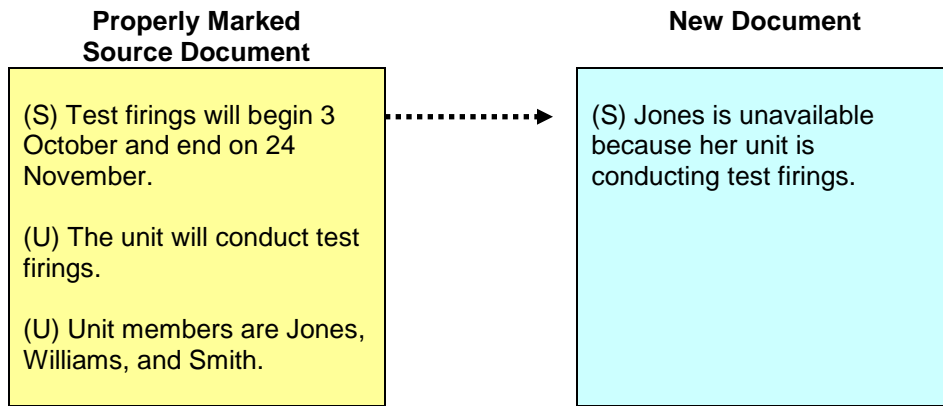 Properly Marked
Source Document
New Document
(S) Test firings will begin 3
October and end on 24
November.
(U) The unit will conduct test
firings.
(U) Unit members are Jones,
Williams, and Smith.
(S) Jones is unavailable
because her unit is
conducting test firings.